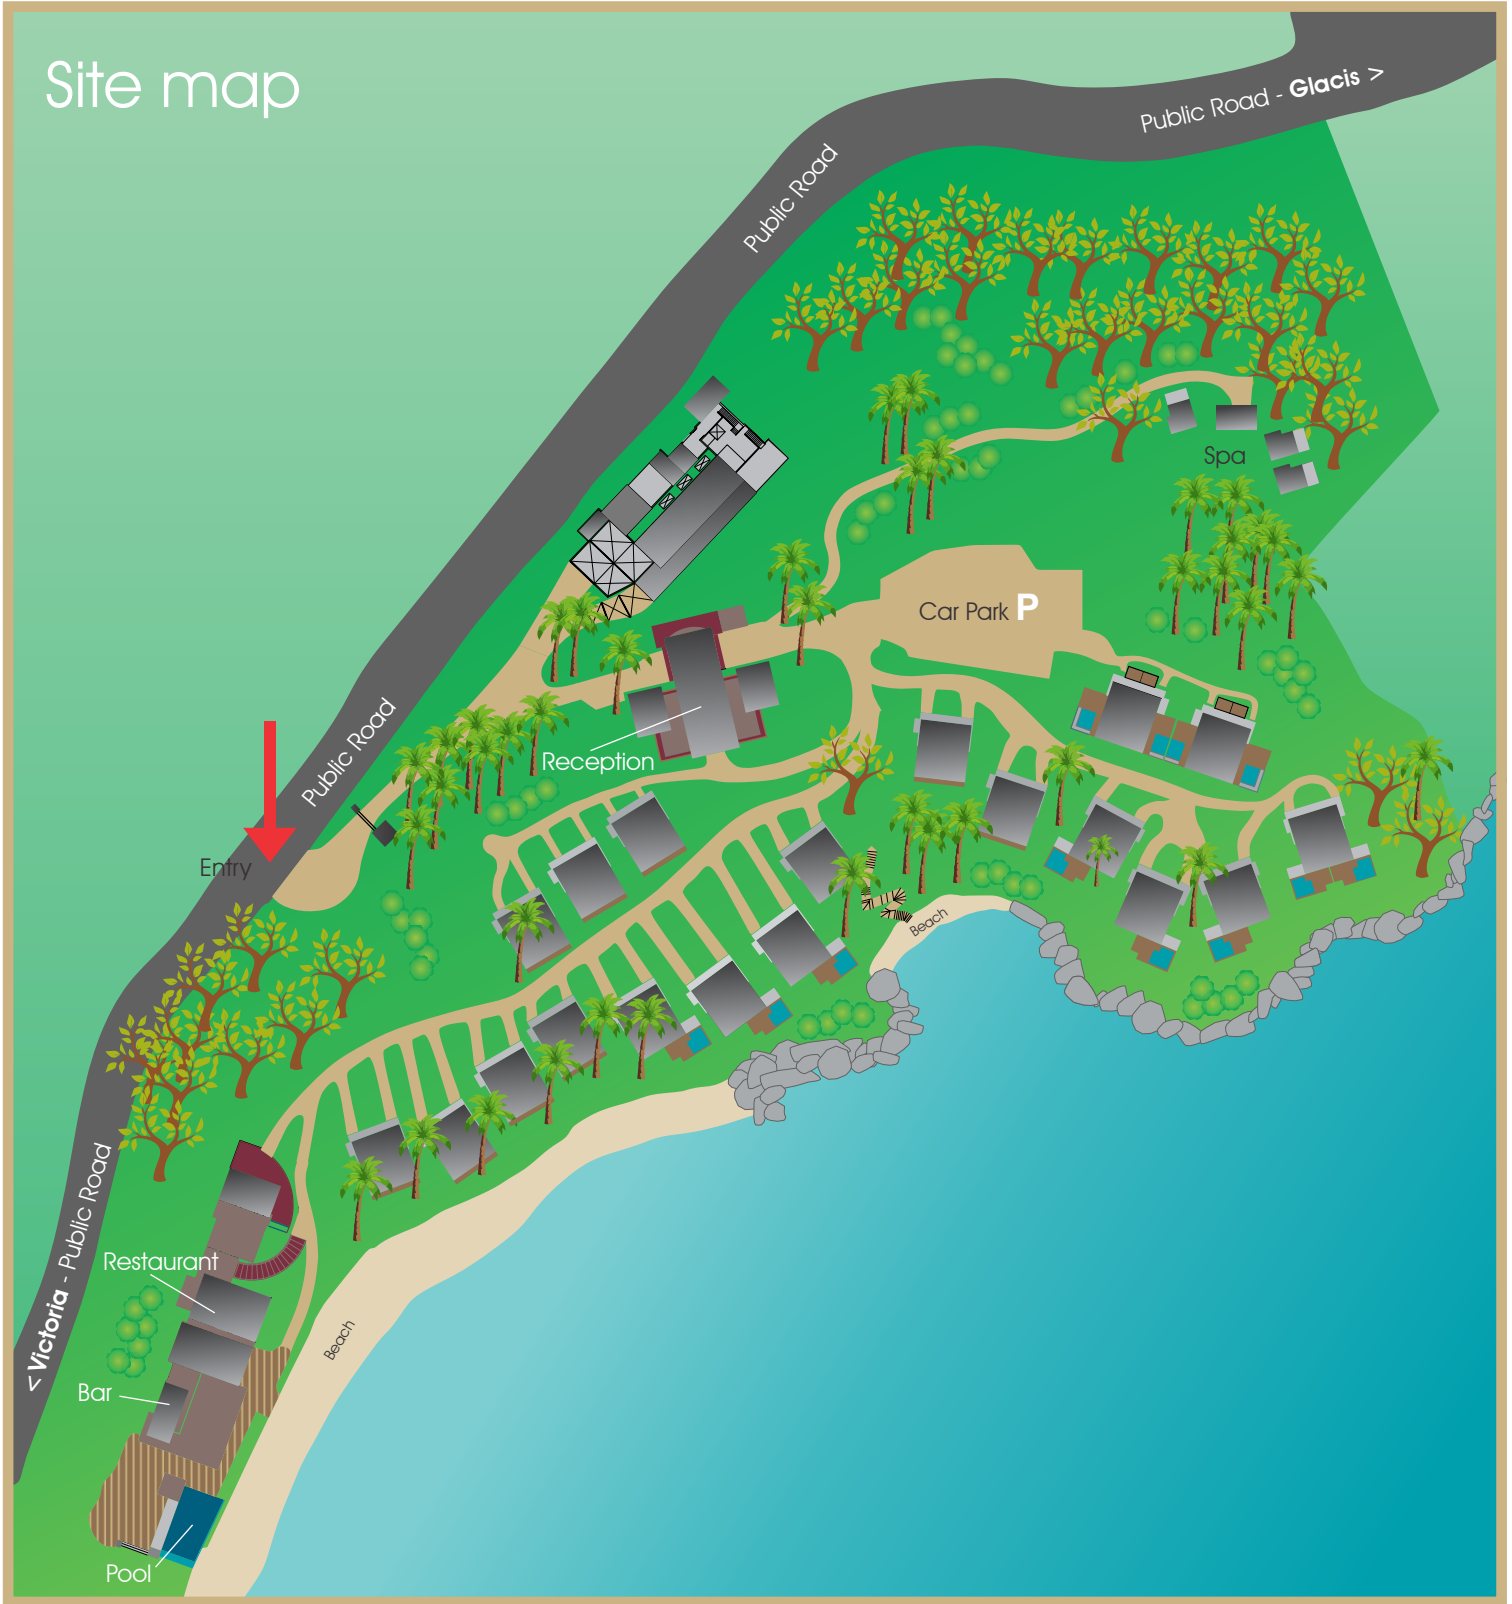 Site map
Public Road - Glacis >
Public Road
Spa
Car Park P
Public Road
Reception
Entry
Beach
< Victoria - Public Road
Restaurant
Beach
Bar
Pool